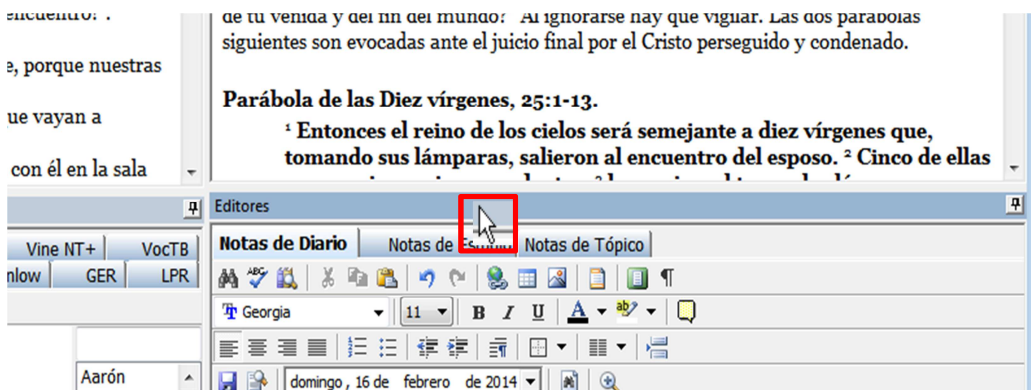 encuentro! .
e, porque nuestras
ue vayan a
con él en la sala
de tu venida y del fin del mundo? Al ignorarse hay que vigilar. Las dos parábolas
siguientes son evocadas ante el juicio final por el Cristo perseguido y condenado.
Parábola de las Diez vírgenes, 25:1-13.
¹ Entonces el reino de los cielos será semejante a diez vírgenes que,
tomando sus lámparas, salieron al encuentro del esposo. ² Cinco de ellas
Editores
Vine NT+ VocTB
nlow GER LPR
Aarón
Notas de Diario Notas de Notas de Tópico
ABC
Georgia 11 B I U A ab
domingo , 16 de febrero de 2014